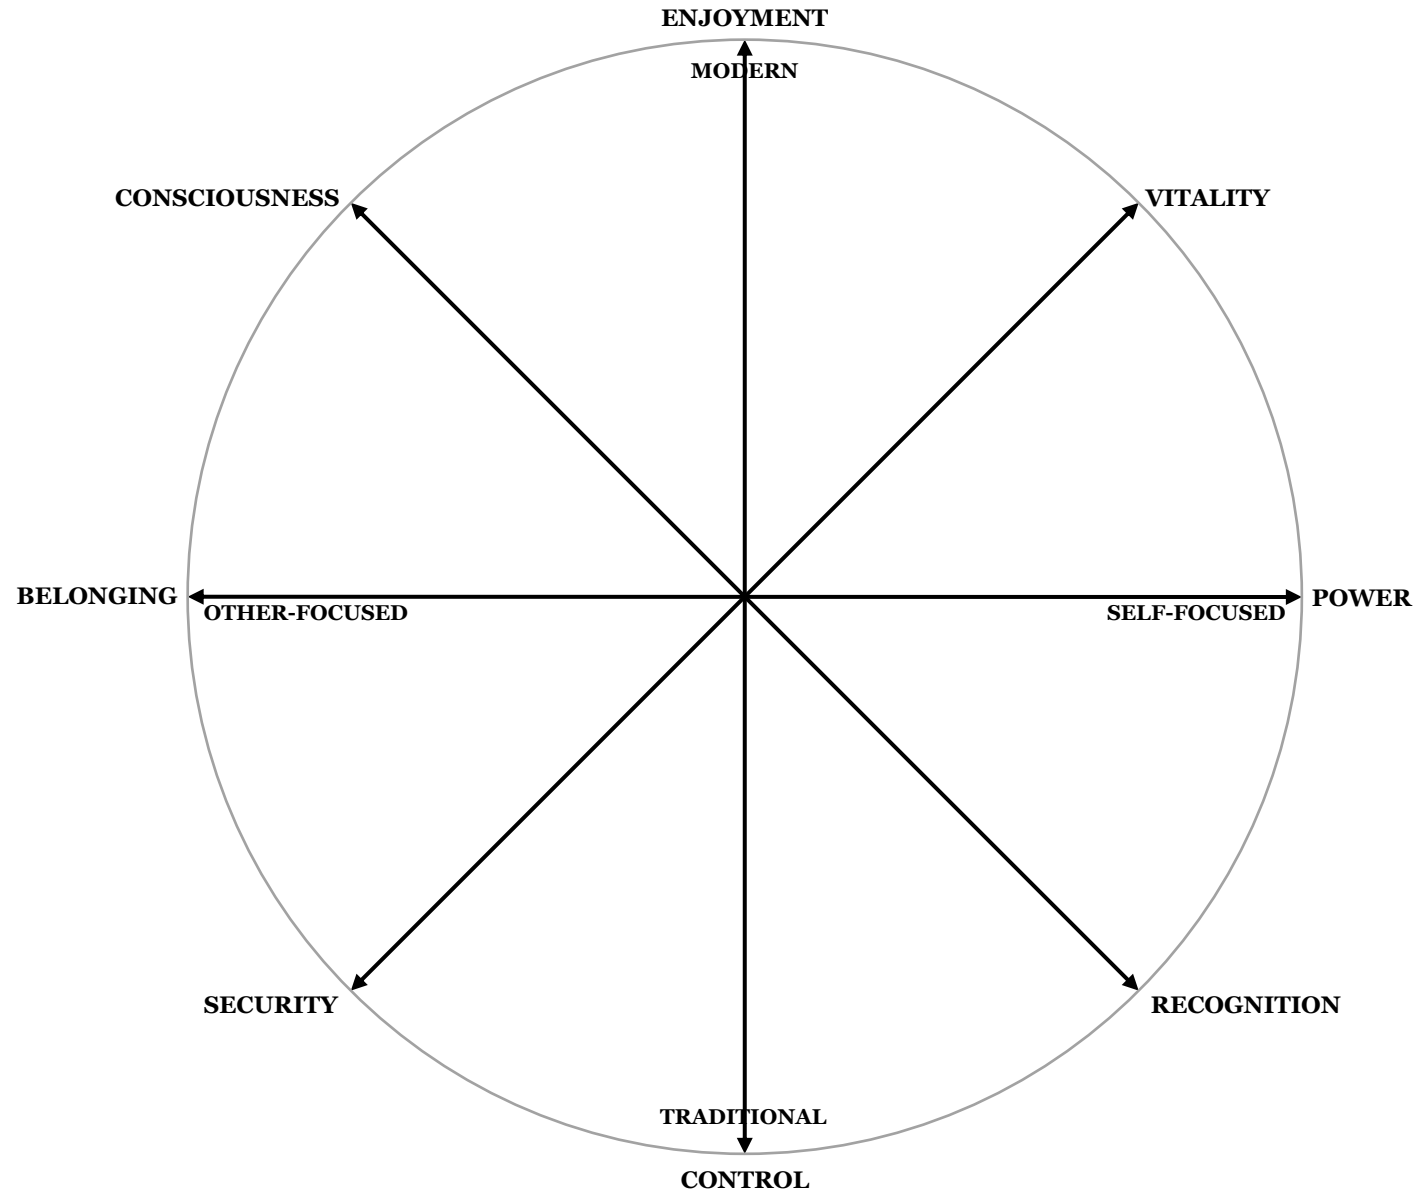 ENJOYMENT
MODERN
CONSCIOUSNESS
VITALITY
BELONGING
POWER
OTHER-FOCUSED
SELF-FOCUSED
SECURITY
RECOGNITION
TRADITIONAL
CONTROL